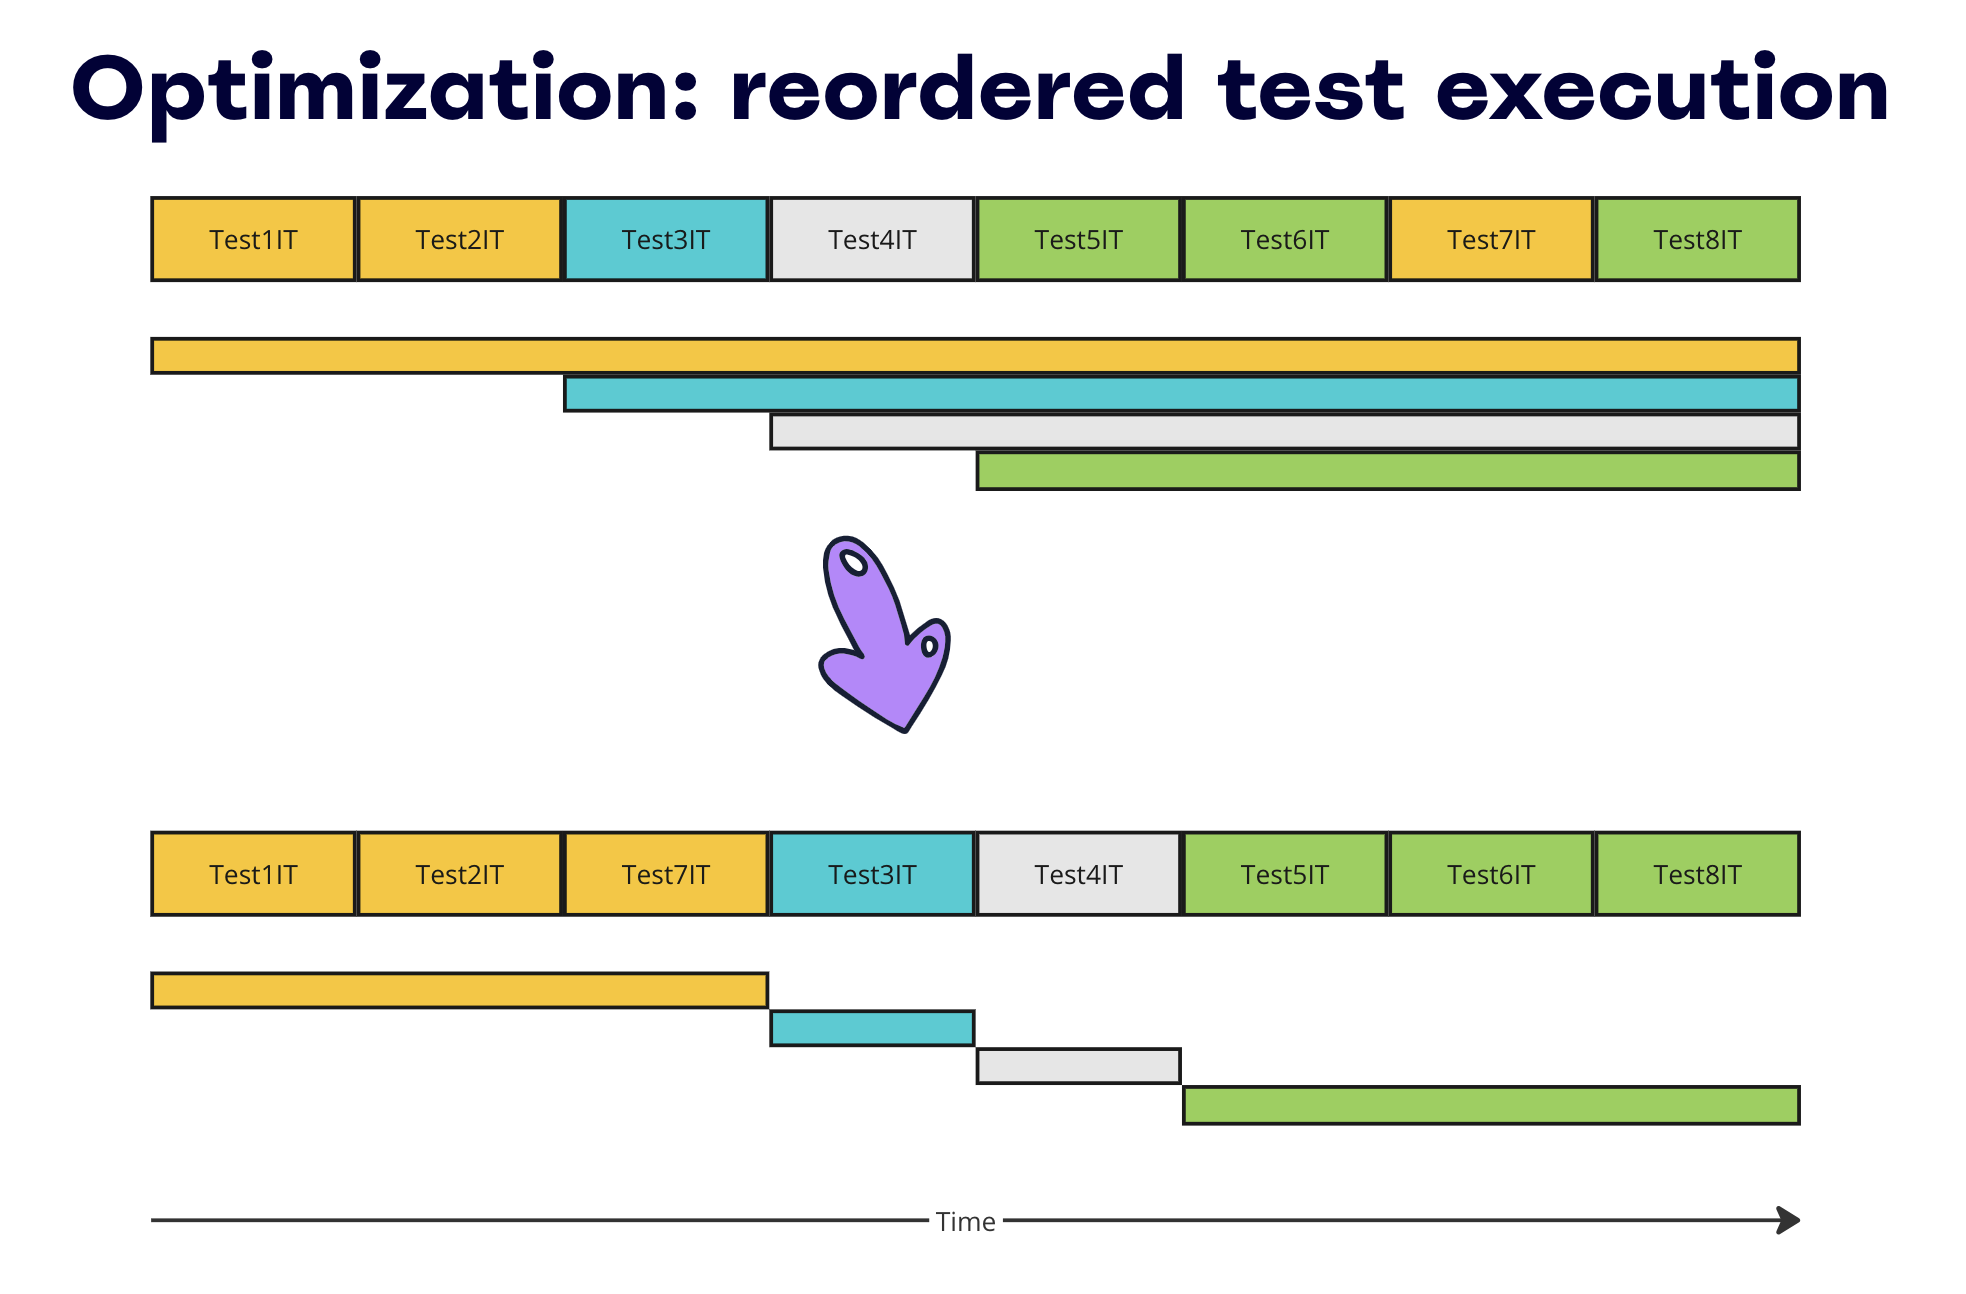 Optimization: reordered test execution
Test1IT Test2IT Test3IT Test4IT Test5IT Test6IT Test7IT Test8IT
Test1IT Test2IT Test7IT Test3IT Test4IT Test5IT Test6IT Test8IT
Time